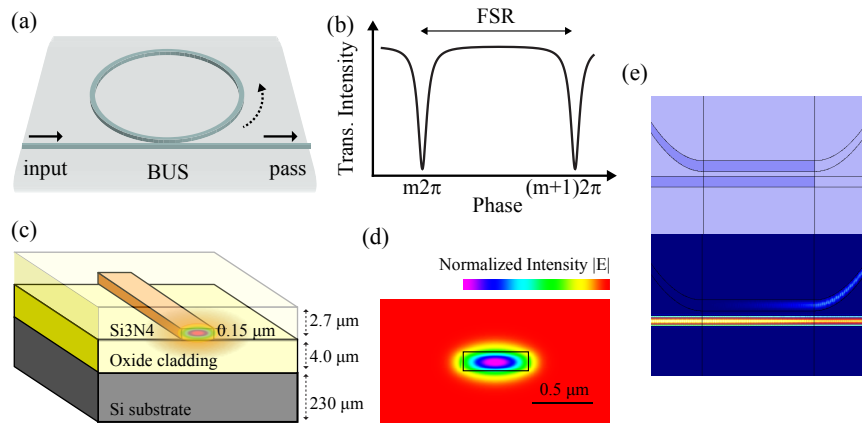 (a)
input
BUS
pass
(b)
FSR
Trans. Intensity
m2π
(m+1)2π
Phase
(c)
Si3N4
0.15 μm
2.7 μm
Oxide cladding
4.0 μm
Si substrate
230 μm
(d)
Normalized Intensity |E|
0.5 μm
(e)